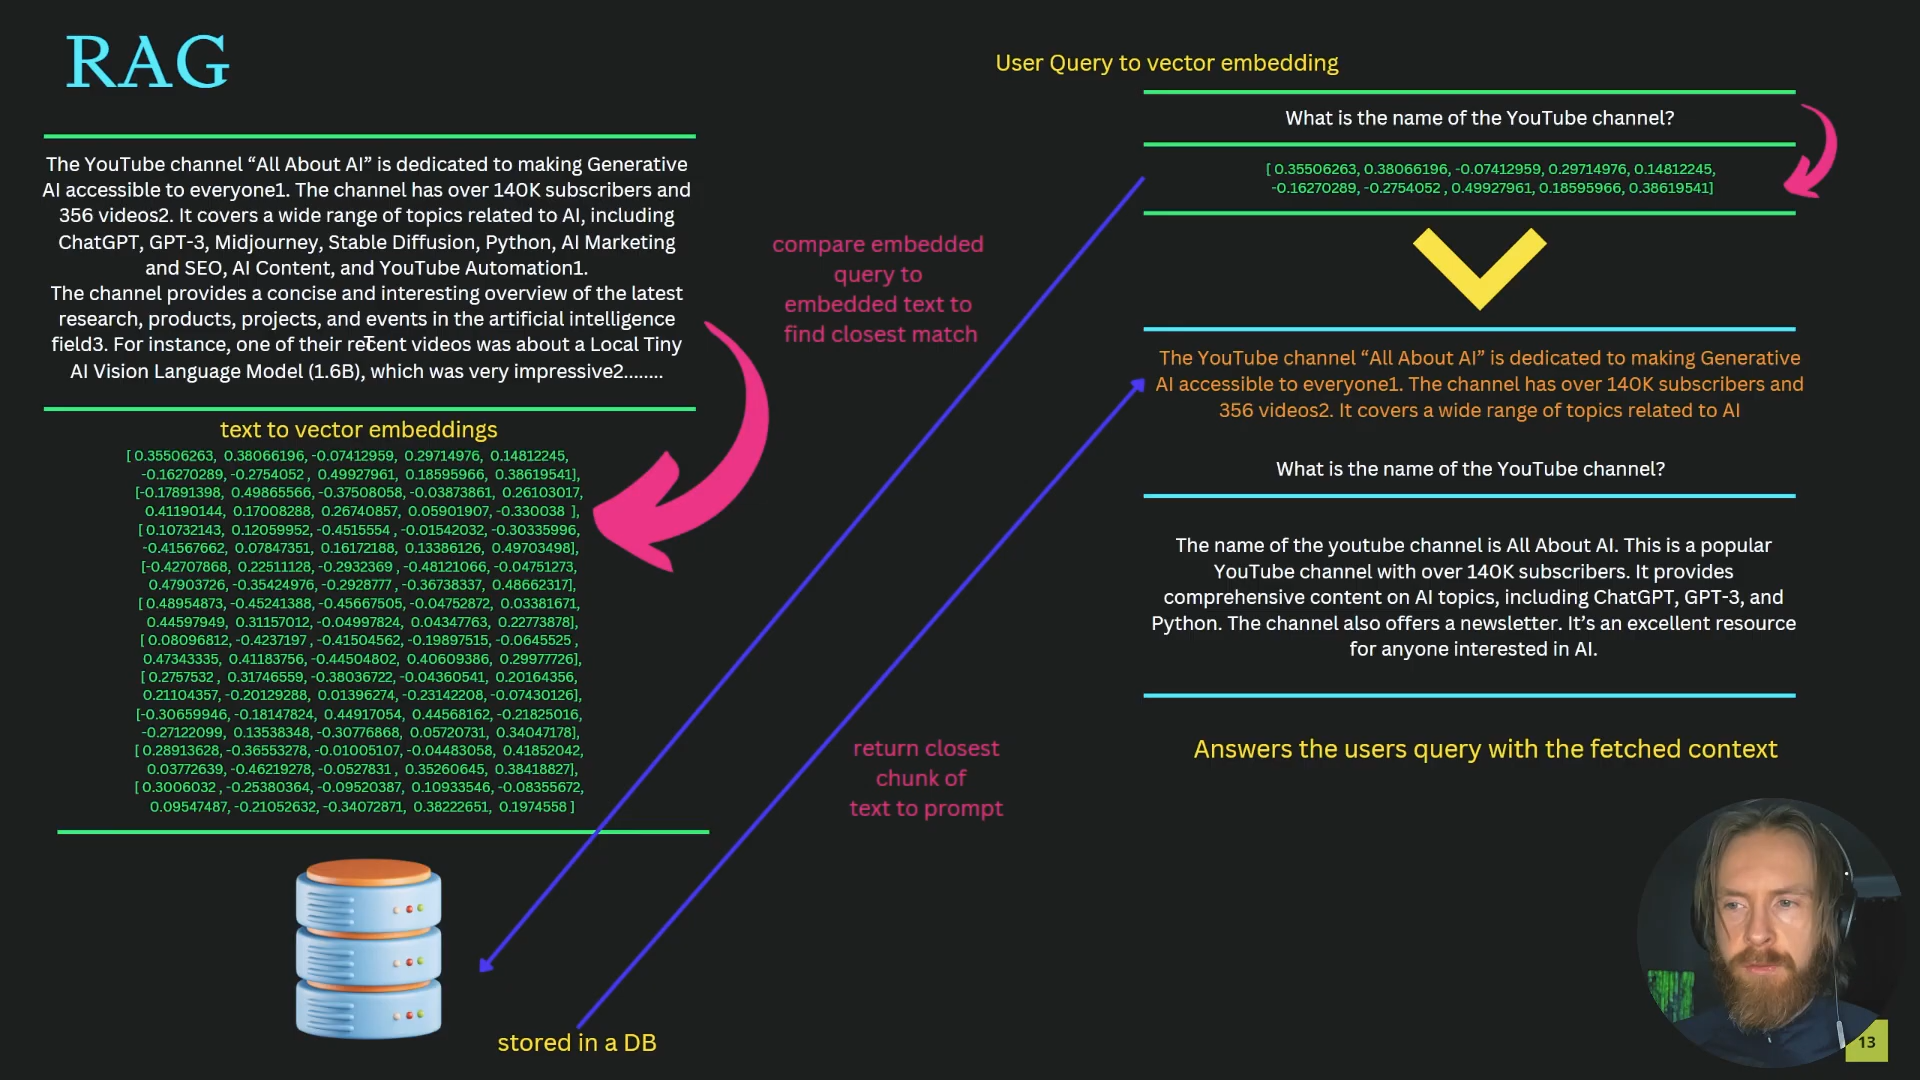 RAG
The YouTube channel “All About AI” is dedicated to making Generative
AI accessible to everyone1. The channel has over 140K subscribers and
356 videos2. It covers a wide range of topics related to AI, including
ChatGPT, GPT-3, Midjourney, Stable Diffusion, Python, AI Marketing
and SEO, AI Content, and YouTube Automation1.
The channel provides a concise and interesting overview of the latest
research, products, projects, and events in the artificial intelligence
field3. For instance, one of their recent videos was about a Local Tiny
AI Vision Language Model (1.6B), which was very impressive2........
text to vector embeddings
[ 0.35506263, 0.38066196, -0.07412959, 0.29714976, 0.14812245,
-0.16270289, -0.2754052 , 0.49927961, 0.18595966, 0.38619541],
[-0.17891398, 0.49865566, -0.37508058, -0.03873861, 0.26103017,
0.41190144, 0.17008288, 0.26740857, 0.05901907, -0.330038 ],
[ 0.10732143, 0.12059952, -0.4515554 , -0.01542032, -0.30335996,
-0.41567662, 0.07847351, 0.16172188, 0.13386126, 0.49703498],
[-0.42707868, 0.22511128, -0.2932369 , -0.48121066, -0.04751273,
0.47903726, -0.35424976, -0.2928777 , -0.36738337, 0.48662317],
[ 0.48954873, -0.45241388, -0.45667505, -0.04752872, 0.03381671,
0.44597949, 0.31157012, -0.04997824, 0.04347763, 0.22773878],
[ 0.08096812, -0.4237197 , -0.41504562, -0.19897515, -0.0645525 ,
0.47343335, 0.41183756, -0.44504802, 0.40609386, 0.29977726],
[ 0.2757532 , 0.31746559, -0.38036722, -0.04360541, 0.20164356,
0.21104357, -0.20129288, 0.01396274, -0.23142208, -0.07430126],
[-0.30659946, -0.18147824, 0.44917054, 0.44568162, -0.21825016,
-0.27122099, 0.13538348, -0.30776868, 0.05720731, 0.34047178],
[ 0.28913628, -0.36553278, -0.01005107, -0.04483058, 0.41852042,
0.03772639, -0.46219278, -0.0527831 , 0.35260645, 0.38418827],
[ 0.3006032 , -0.25380364, -0.09520387, 0.10933546, -0.08355672,
0.09547487, -0.21052632, -0.34072871, 0.38222651, 0.1974558 ]
stored in a DB
compare embedded
query to
embedded text to
find closest match
return closest
chunk of
text to prompt
User Query to vector embedding
What is the name of the YouTube channel?
[ 0.35506263, 0.38066196, -0.07412959, 0.29714976, 0.14812245,
-0.16270289, -0.2754052 , 0.49927961, 0.18595966, 0.38619541]
The YouTube channel “All About AI” is dedicated to making Generative
AI accessible to everyone1. The channel has over 140K subscribers and
356 videos2. It covers a wide range of topics related to AI
What is the name of the YouTube channel?
The name of the youtube channel is All About AI. This is a popular
YouTube channel with over 140K subscribers. It provides
comprehensive content on AI topics, including ChatGPT, GPT-3, and
Python. The channel also offers a newsletter. It’s an excellent resource
for anyone interested in AI.
Answers the users query with the fetched context
13